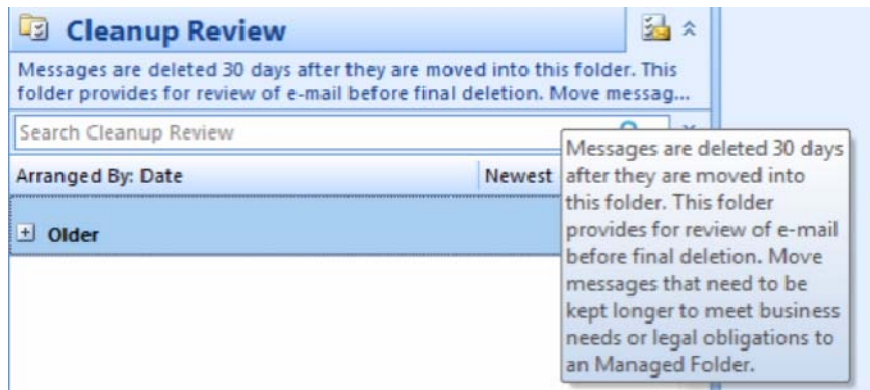 Cleanup Review
Messages are deleted 30 days after they are moved into this folder. This
folder provides for review of e-mail before final deletion. Move messag...
Search Cleanup Review
Arranged By: Date
Newest
Older
Messages are deleted 30 days
after they are moved into
this folder. This folder
provides for review of e-mail
before final deletion. Move
messages that need to be
kept longer to meet business
needs or legal obligations to
an Managed Folder.